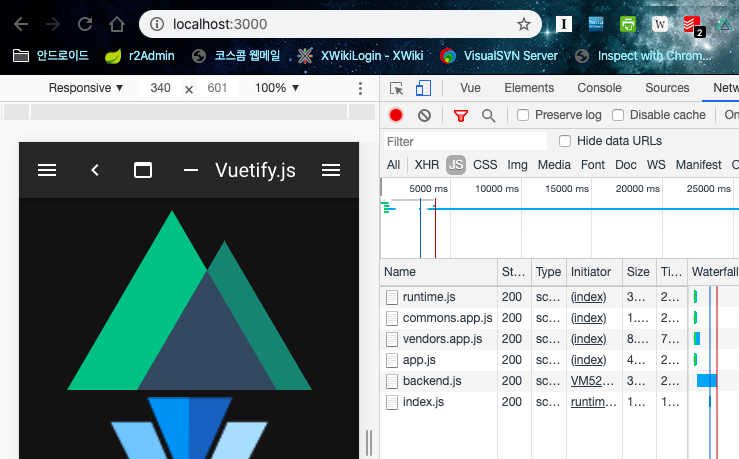 localhost:3000
2
안드로이드 r2Admin 코스콤 웹메일 XWikiLogin - XWiki VisualSVN Server Inspect with Chrom...
Responsive ▼ 340 × 601 100% ▼
Vue Elements Console Sources Netw
Preserve log Disable cache On
Filter Hide data URLs
All XHR JS CSS Img Media Font Doc WS Manifest O
Vuetify.js
5000 ms 10000 ms 15000 ms 20000 ms 25000 ms
Name St... Type Initiator Size Ti... Waterfall
runtime.js 200 sc... (index) 3... 2...
commons.app.js 200 sc... (index) 1.... 2...
vendors.app.js 200 sc... (index) 8.... 7...
app.js 200 sc... (index) 4... 2...
backend.js 200 sc... VM52... 3... 2...
index.js 200 sc... runtim... 1... 1...